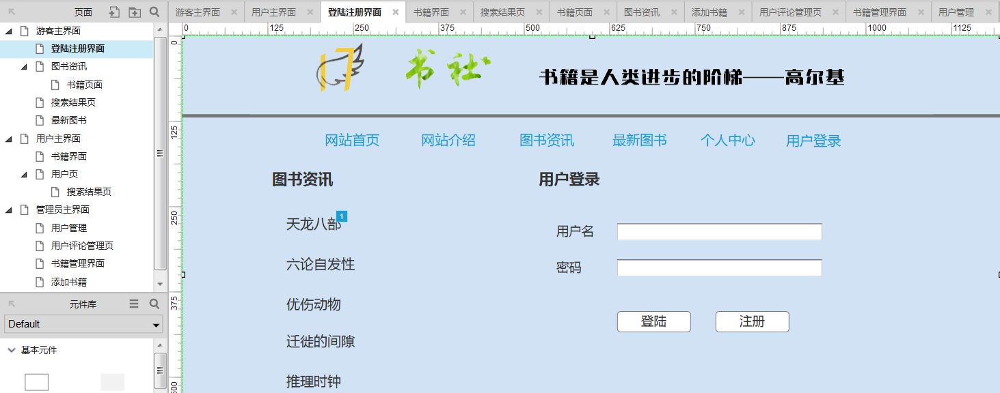 页面
游客主界面
用户主界面
登陆注册界面
书籍界面
搜索结果页
书籍页面
图书资讯
添加书籍
用户评论管理页
书籍管理界面
用户管理
游客主界面
登陆注册界面
图书资讯
书籍页面
搜索结果页
最新图书
用户主界面
书籍界面
用户页
搜索结果页
管理员主界面
用户管理
用户评论管理页
书籍管理界面
添加书籍
元件库
Default
基本元件
0 125 250 375 500 625 750 875 1000 1125
0
125
250
375
500
17 书社 书籍是人类进步的阶梯——高尔基
网站首页 网站介绍 图书资讯 最新图书 个人中心 用户登录
图书资讯
天龙八部 1
六论自发性
优伤动物
迁徙的间隙
推理时钟
用户登录
用户名
密码
登陆 注册